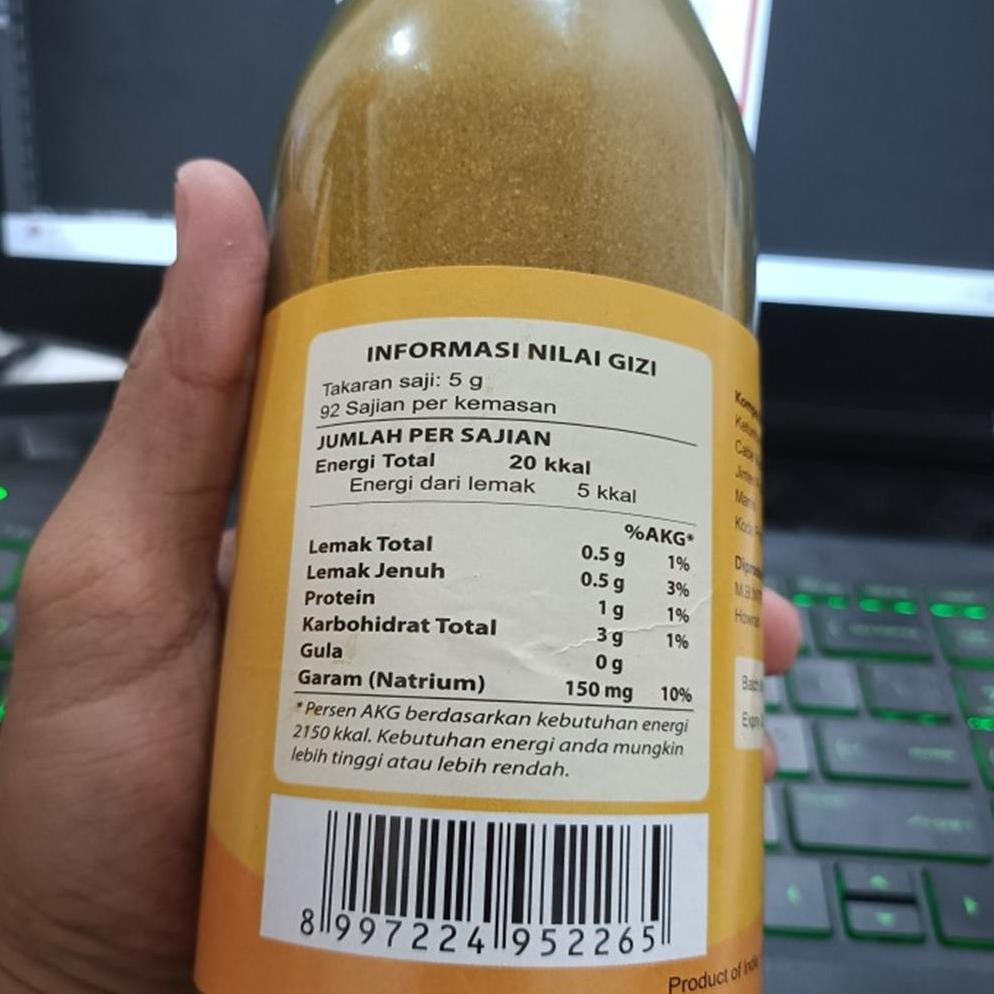 INFORMASI NILAI GIZI
Takaran saji: 5 g
92 Sajian per kemasan
JUMLAH PER SAJIAN
Energi Total 20 kkal
Energi dari lemak 5 kkal
%AKG*
Lemak Total 0.5 g 1%
Lemak Jenuh 0.5 g 3%
Protein 1 g 1%
Karbohidrat Total 3 g 1%
Gula 0 g
Garam (Natrium) 150 mg 10%
* Persen AKG berdasarkan kebutuhan energi
2150 kkal. Kebutuhan energi anda mungkin
lebih tinggi atau lebih rendah.
8 997224 952265
Product of